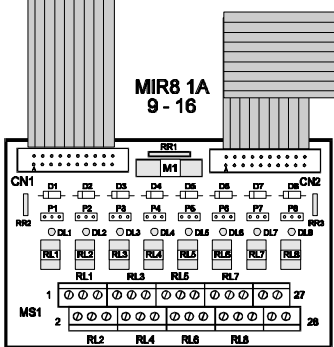 MIR8 1A
9 - 16
RR1
M1
CN1
CN2
D1 D2 D3 D4 D5 D6 D7 D8
RR2
P1 P2 P3 P4 P5 P6 P7 P8
RR3
DL1 DL2 DL3 DL4 DL5 DL6 DL7 DL8
RL1 RL2 RL3 RL4 RL5 RL6 RL7 RL8
RL1 RL3 RL5 RL7
1 27
MS1
2 28
RL2 RL4 RL6 RL8